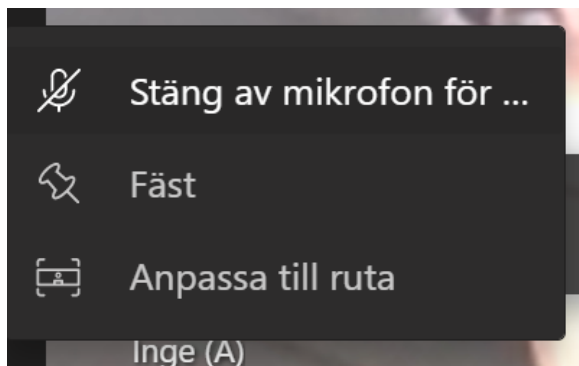 Stäng av mikrofon för ...
Fäst
Anpassa till ruta
Inge (A)